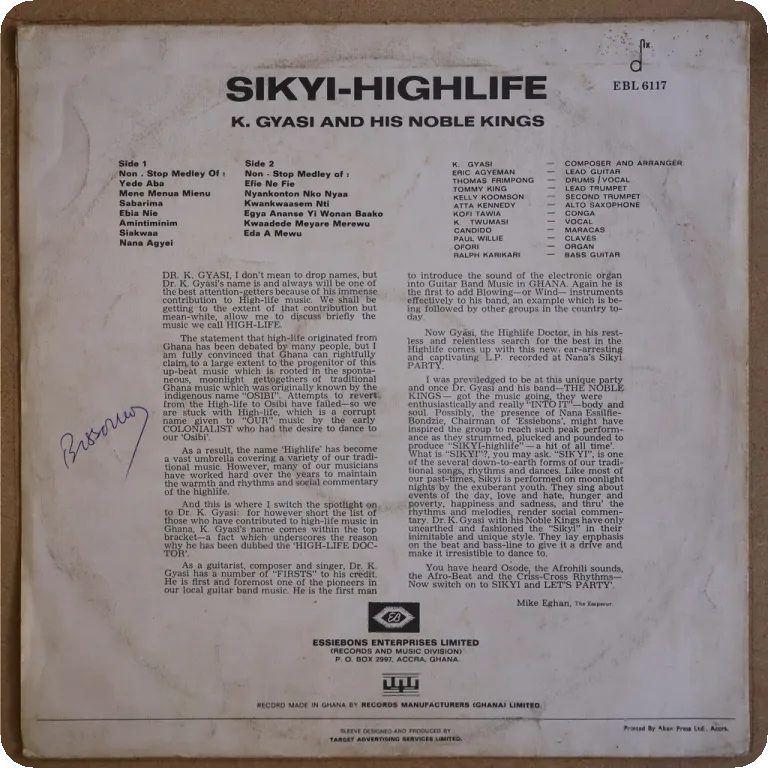 dix
EBL 6117
SIKYI-HIGHLIFE
K. GYASI AND HIS NOBLE KINGS
Side 1
Non - Stop Medley Of :
Yede Aba
Mene Menua Mienu
Sabarima
Ebia Nie
Amintiminim
Siakwaa
Nana Agyei
Side 2
Non - Stop Medley of :
Efie Ne Fie
Nyankonton Nko Nyaa
Kwankwaasem Nti
Egya Ananse Yi Wonan Baako
Kwaadede Meyare Merewu
Eda A Mewu
K. GYASI — COMPOSER AND ARRANGER
ERIC AGYEMAN — LEAD GUITAR
THOMAS FRIMPONG — DRUMS / VOCAL
TOMMY KING — LEAD TRUMPET
KELLY KOOMSON — SECOND TRUMPET
ATTA KENNEDY — ALTO SAXOPHONE
KOFI TAWIA — CONGA
K. TWUMASI — VOCAL
CANDIDO — MARACAS
PAUL WILLIE — CLAVES
OFORI — ORGAN
RALPH KARIKARI — BASS GUITAR
DR. K. GYASI, I don't mean to drop names, but
Dr. K. Gyasi's name is and always will be one of
the best attention-getters because of his immense
contribution to High-life music. We shall be
getting to the extent of that contribution but
mean-while, allow me to discuss briefly the
music we call HIGH-LIFE.
The statement that high-life originated from
Ghana has been debated by many people, but I
am fully convinced that Ghana can rightfully
claim to a large extent to the progenitor of this
up-beat music which is rooted in the sponta-
neous, moonlight gettogethers of traditional
Ghana music which was originally known by the
indigenous name "OSIBI". Attempts to revert
from the High-life to Osibi have failed—so we
are stuck with High-life, which is a corrupt
name given to "OUR" music by the early
COLONIALIST who had the desire to dance to
our 'Osibi'.
As a result, the name 'Highlife' has become
a vast umbrella covering a variety of our tradi-
tional music. However, many of our musicians
have worked hard over the years to maintain
the warmth and rhythms and social commentary
of the highlife.
And this is where I switch the spotlight on
to Dr. K. Gyasi: for however short the list of
those who have contributed to high-life music in
Ghana, K. Gyasi's name comes within the top
bracket—a fact which underscores the reason
why he has been dubbed the 'HIGH-LIFE DOC-
TOR'.
As a guitarist, composer and singer, Dr. K.
Gyasi has a number of "FIRSTS" to his credit.
He is first and foremost one of the pioneers in
our local guitar band music. He is the first man
to introduce the sound of the electronic organ
into Guitar Band Music in GHANA. Again he is
the first to add Blowing—or Wind— instruments
effectively to his band, an example which is be-
ing followed by other groups in the country to-
day.
Now Gyasi, the Highlife Doctor, in his rest-
less and relentless search for the best in the
Highlife comes up with this new, ear-arresting
and captivating L.P. recorded at Nana's Sikyi
PARTY.
I was previledged to be at this unique party
and once Dr. Gyasi and his band—THE NOBLE
KINGS— got the music going, they were
enthusiastically and really "INTO IT"—body and
soul. Possibly, the presence of Nana Essilfie-
Bondzie, Chairman of 'Essiebons', might have
inspired the group to reach such peak perform-
ance as they strummed, plucked and pounded to
produce "SIKYI-highlife"—a hit of all time'.
What is "SIKYI"?, you may ask. "SIKYI", is one
of the several down-to-earth forms of our tradi-
tional songs, rhythms and dances. Like most of
our past-times, Sikyi is performed on moonlight
nights by the exuberant youth. They sing about
events of the day, love and hate, hunger and
poverty, happiness and sadness, and thru' the
rhythms and melodies, render social commen-
tary. Dr. K. Gyasi with his Noble Kings have only
unearthed and fashioned the "Sikyi" in their
inimitable and unique style. They lay emphasis
on the beat and bass-line to give it a drive and
make it irresistible to dance to.
You have heard Osode, the Afrohili sounds,
the Afro-Beat and the Criss-Cross Rhythms—
Now switch on to SIKYI and LET'S PARTY'.
Mike Eghan, The Emperor.
EB
ESSIEBONS ENTERPRISES LIMITED
(RECORDS AND MUSIC DIVISION)
P. O. BOX 2997, ACCRA, GHANA.
RECORD MADE IN GHANA BY RECORDS MANUFACTURERS (GHANA) LIMITED.
SLEEVE DESIGNED AND PRODUCED BY
TARGET ADVERTISING SERVICES LIMITED.
Printed By Akan Press Ltd., Accra.